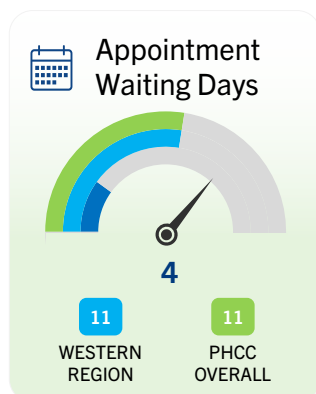 Appointment
Waiting Days
4
11
11
WESTERN
REGION
PHCC
OVERALL